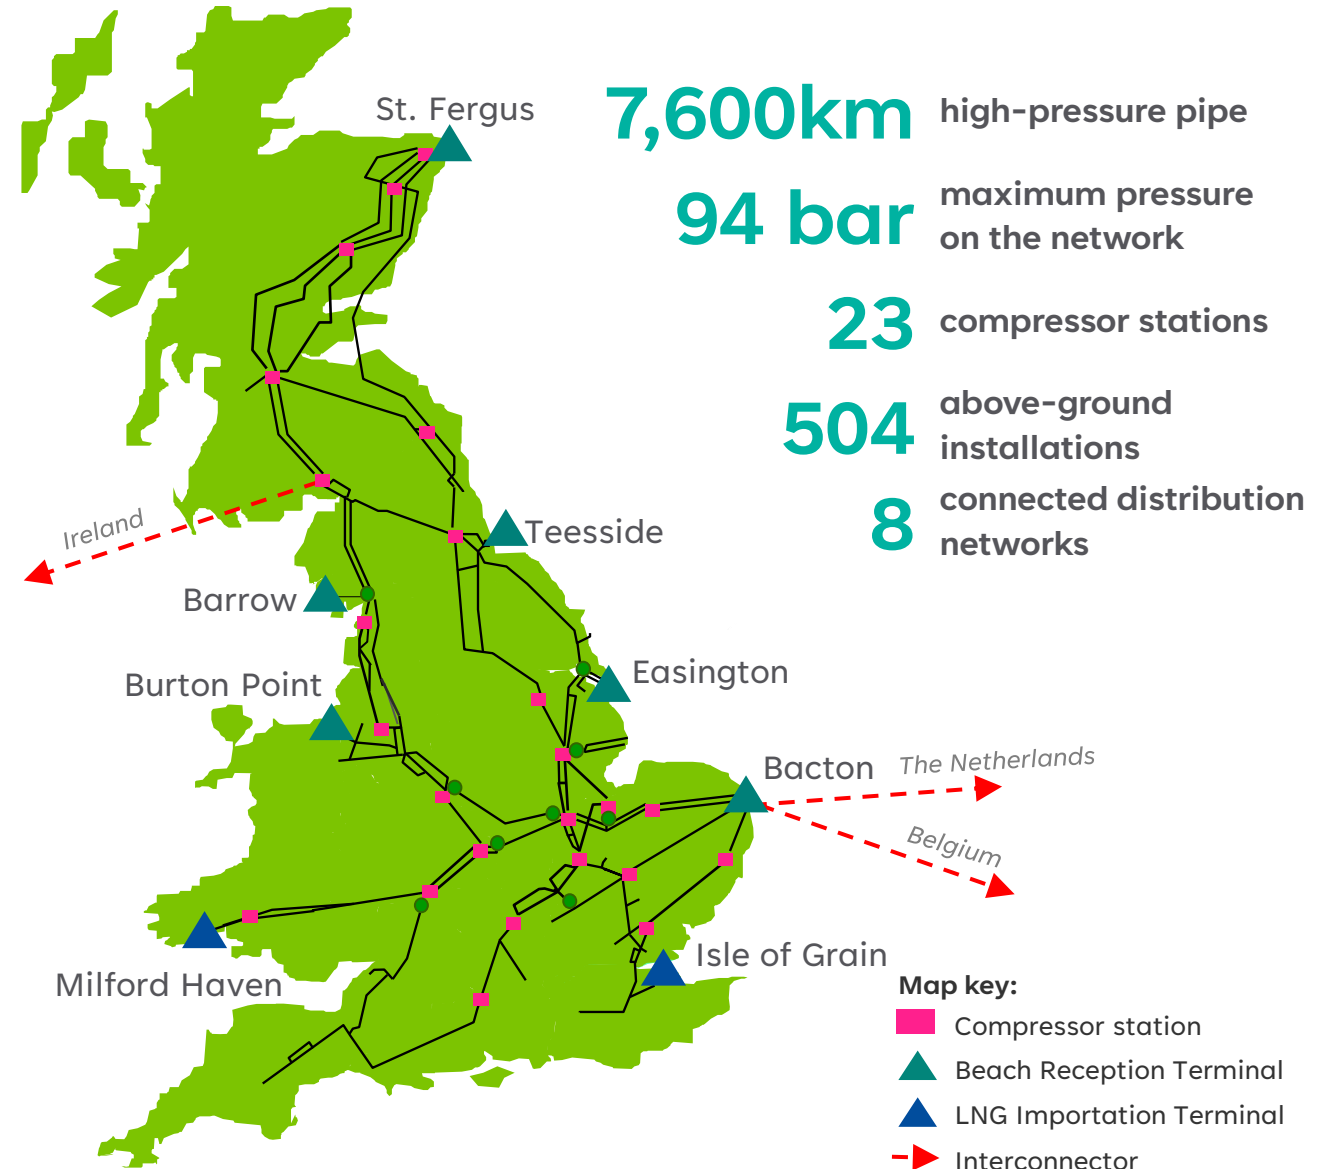 St. Fergus
7,600km
high-pressure pipe
94 bar
maximum pressure
on the network
23
compressor stations
504
above-ground
installations
8
connected distribution
networks
Ireland
Teesside
Barrow
Easington
Burton Point
Bacton
The Netherlands
Belgium
Isle of Grain
Milford Haven
Map key:
Compressor station
Beach Reception Terminal
LNG Importation Terminal
Interconnector